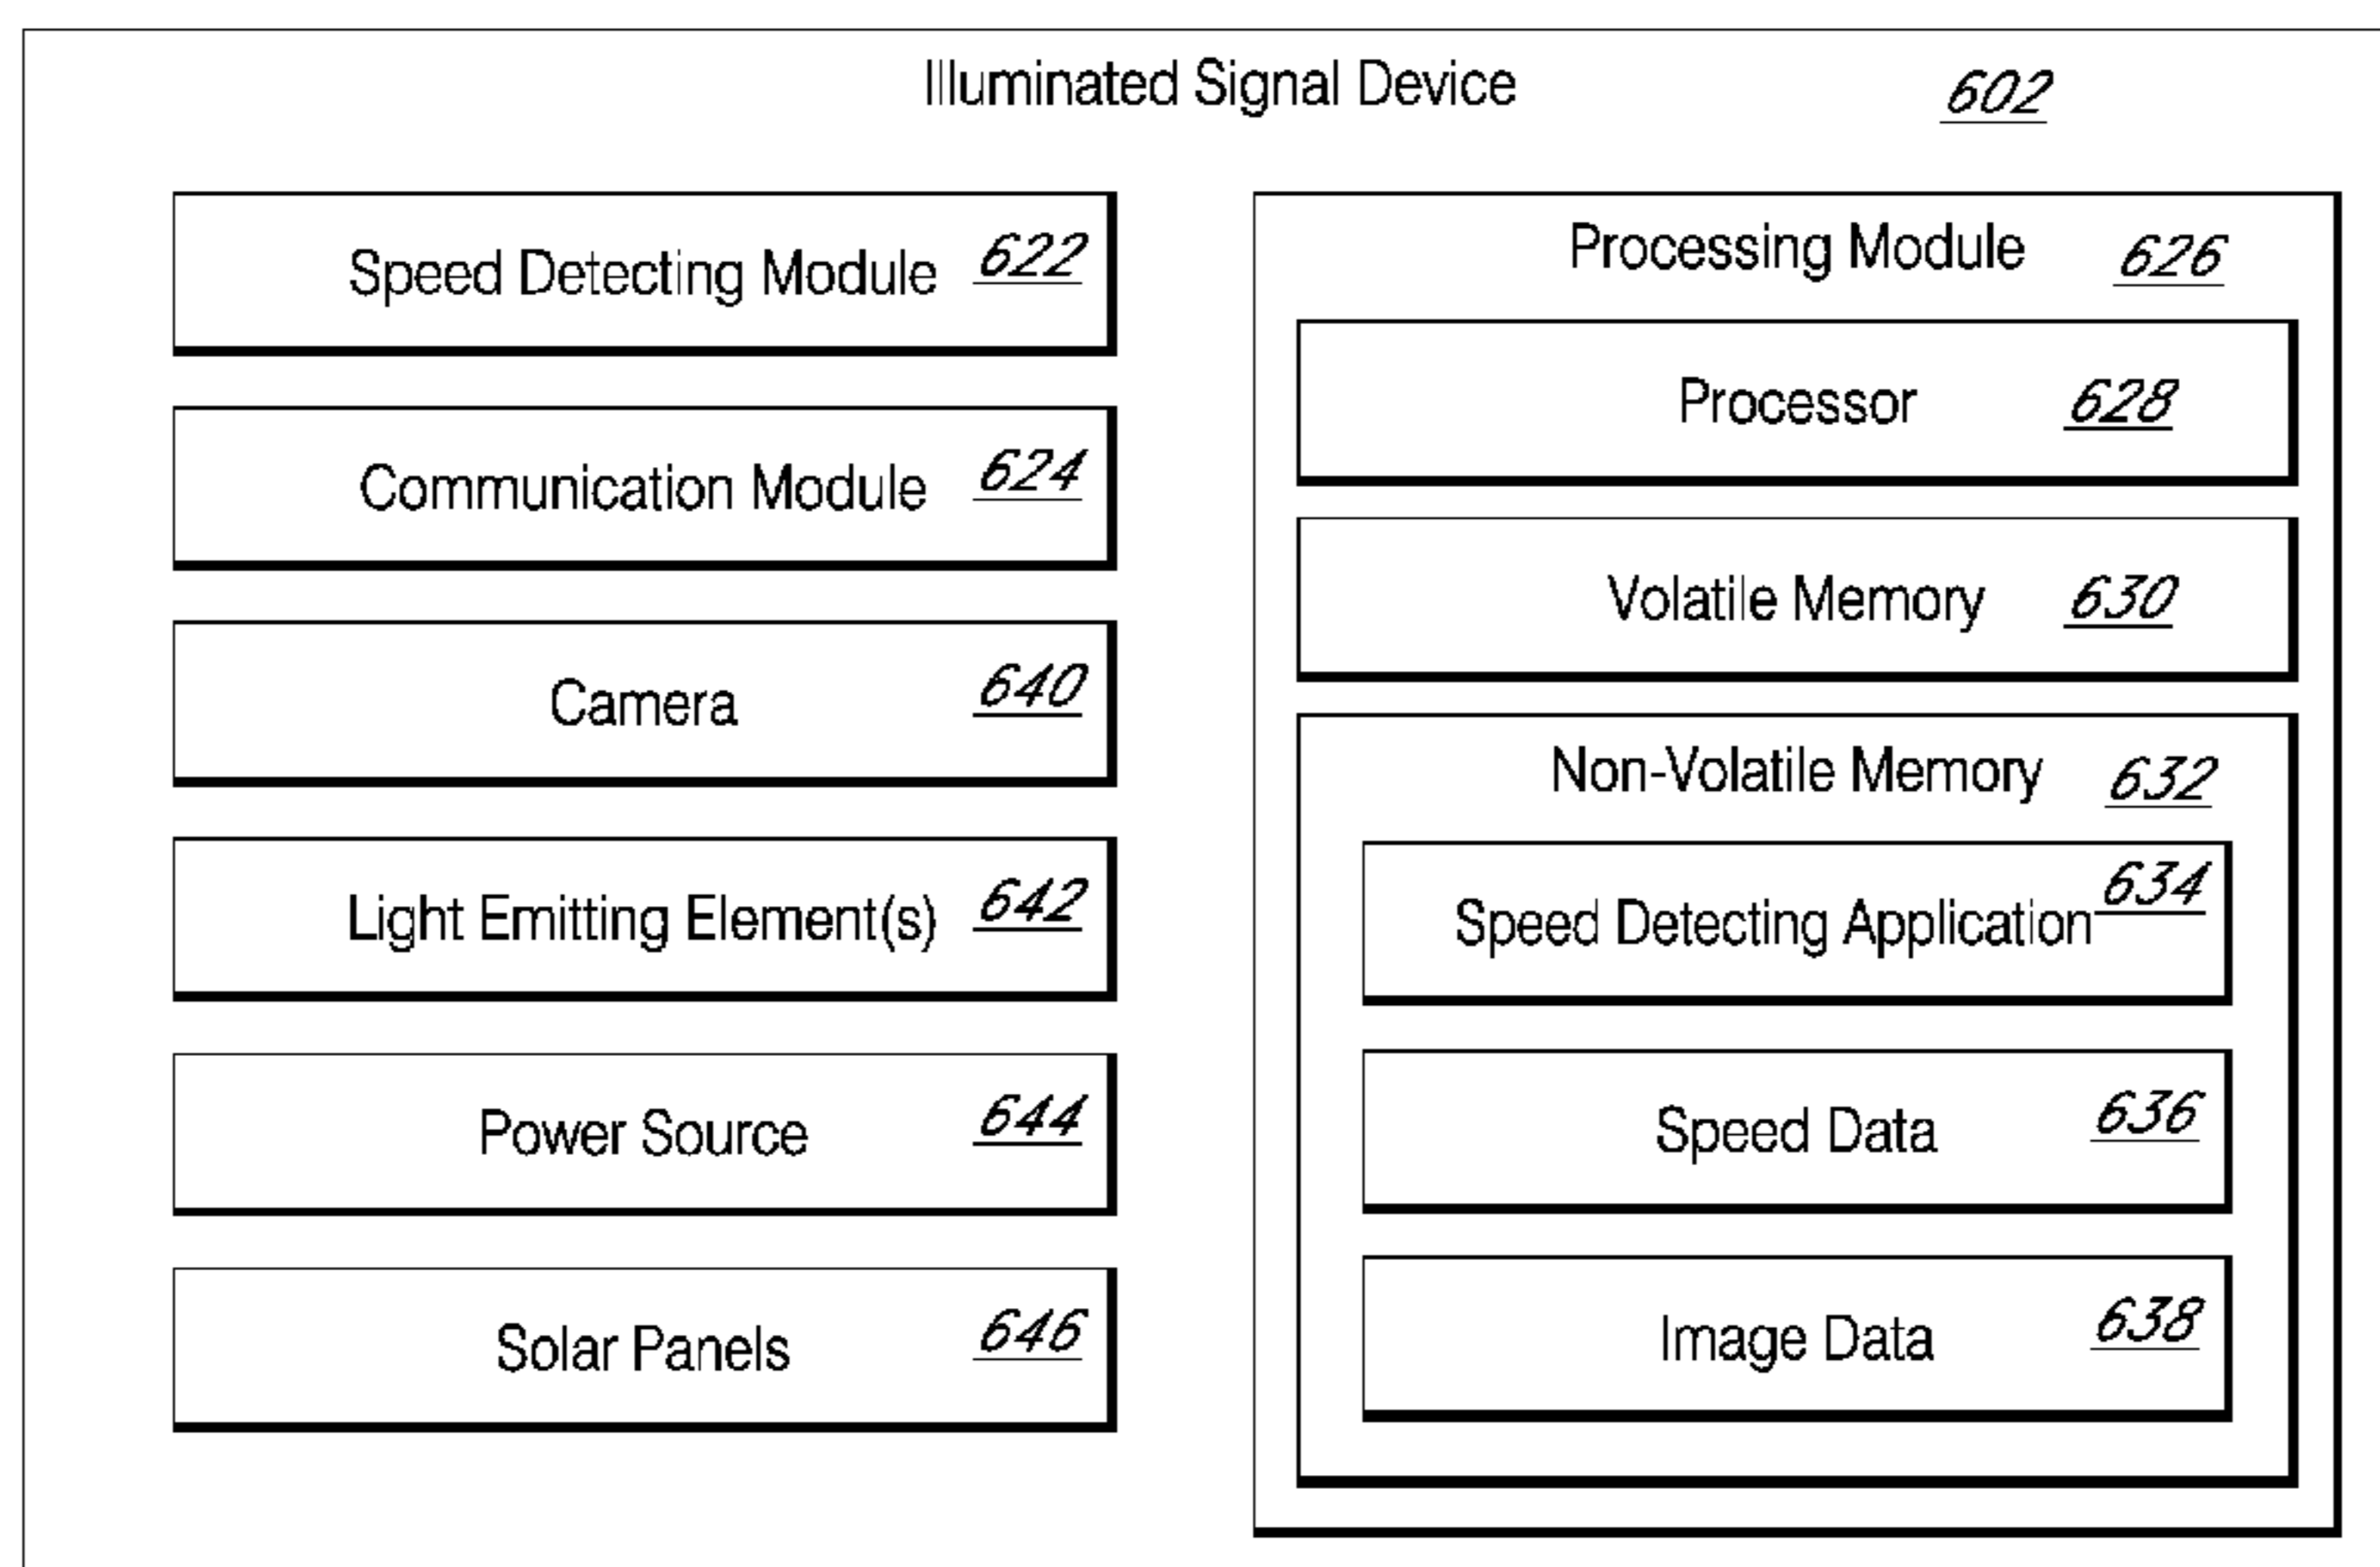 Illuminated Signal Device 602
Speed Detecting Module 622
Communication Module 624
Camera 640
Light Emitting Element(s) 642
Power Source 644
Solar Panels 646
Processing Module 626
Processor 628
Volatile Memory 630
Non-Volatile Memory 632
Speed Detecting Application 634
Speed Data 636
Image Data 638